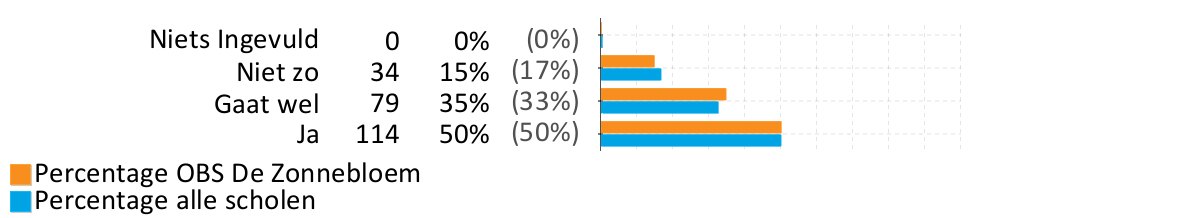 Niets Ingevuld 0 0% (0%)
Niet zo 34 15% (17%)
Gaat wel 79 35% (33%)
Ja 114 50% (50%)
Percentage OBS De Zonnebloem
Percentage alle scholen